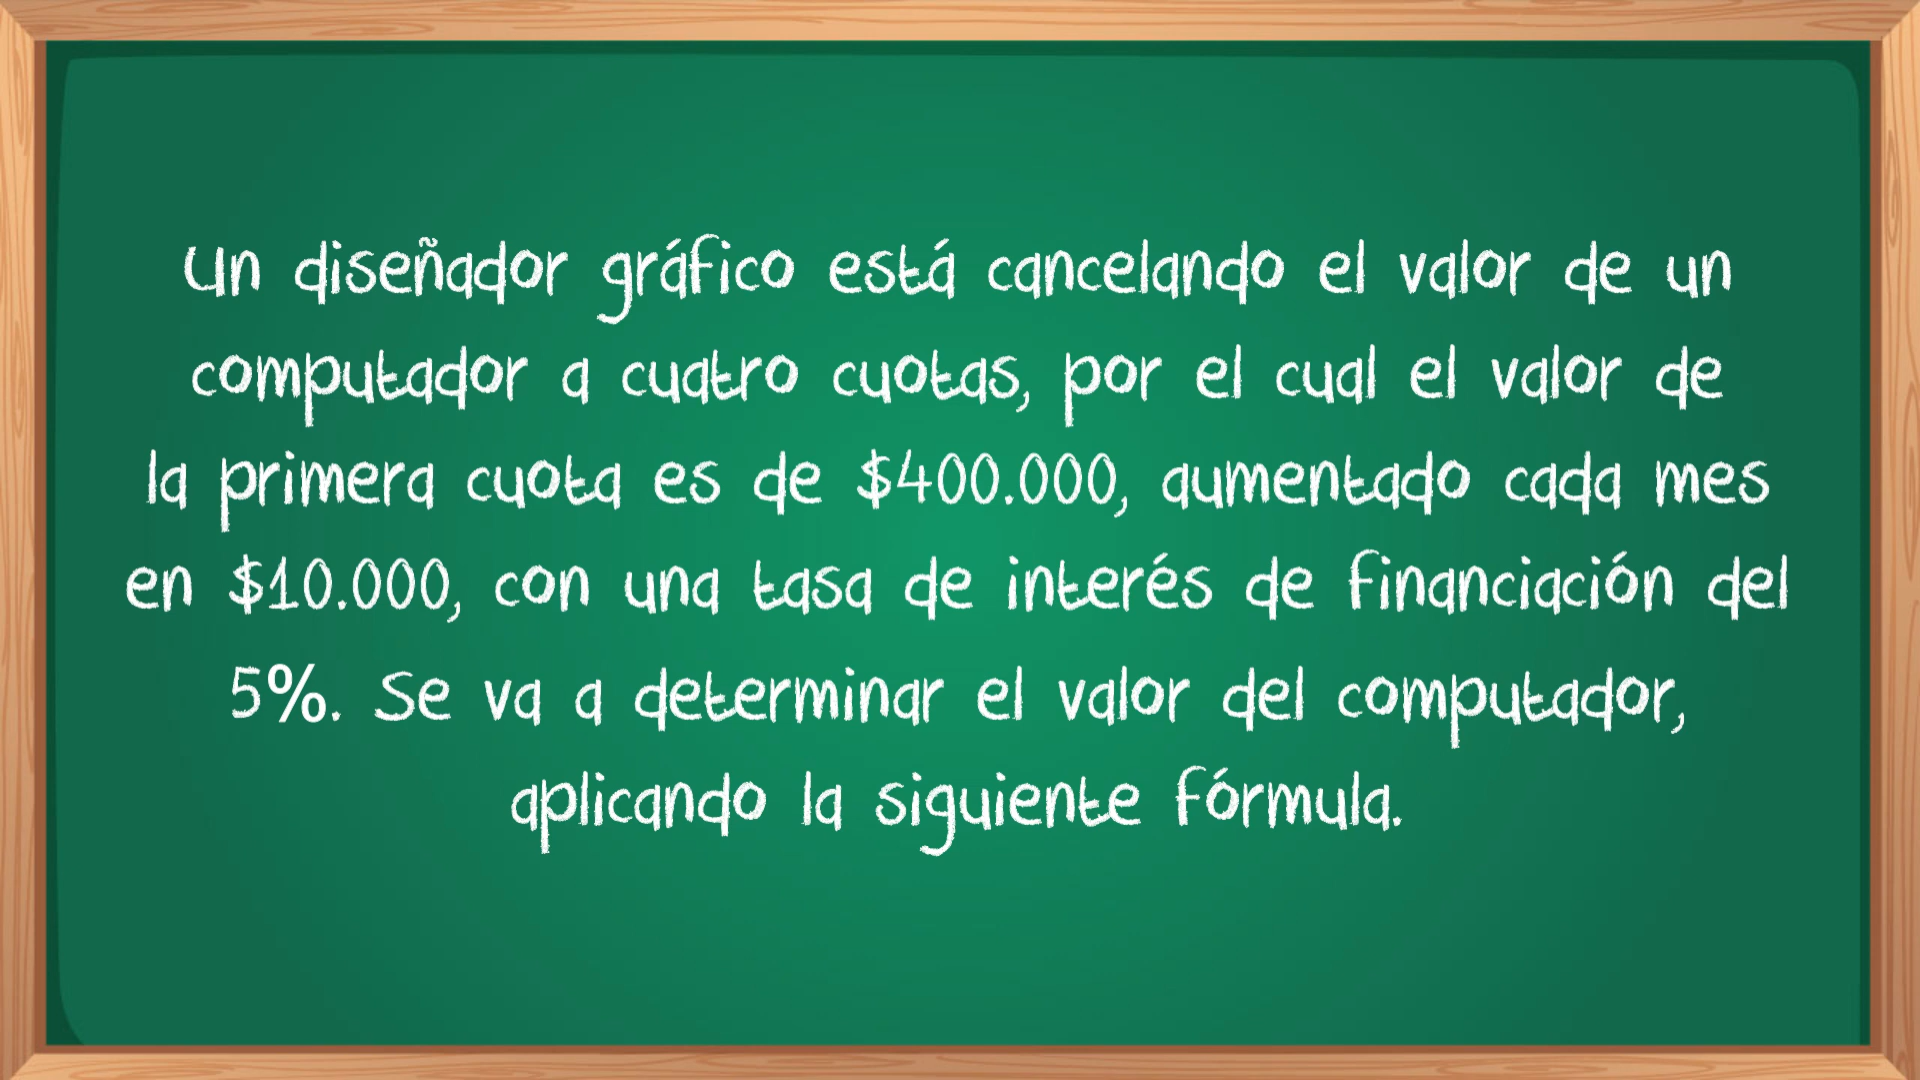 Un diseñador gráfico está cancelando el valor de un
computador a cuatro cuotas, por el cual el valor de
la primera cuota es de $400.000, aumentado cada mes
en $10.000, con una tasa de interés de financiación del
5%. Se va a determinar el valor del computador,
aplicando la siguiente fórmula.